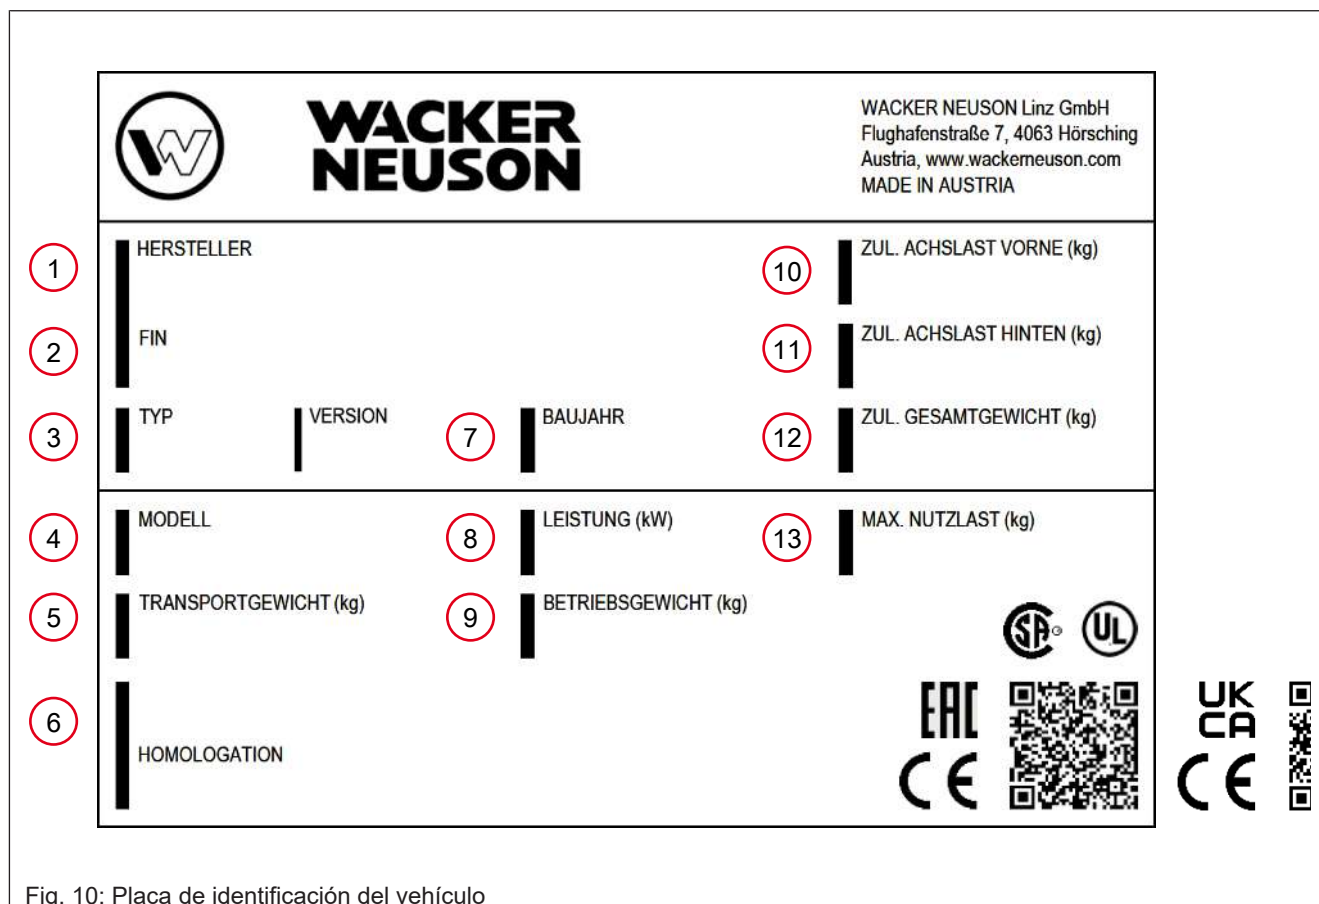 WACKER
NEUSON
WACKER NEUSON Linz GmbH
Flughafenstraße 7, 4063 Hörsching
Austria, www.wackerneuson.com
MADE IN AUSTRIA
1 HERSTELLER
2 FIN
3 TYP VERSION
7 BAUJAHR
10 ZUL. ACHSLAST VORNE (kg)
11 ZUL. ACHSLAST HINTEN (kg)
12 ZUL. GESAMTGEWICHT (kg)
4 MODELL
8 LEISTUNG (kW)
13 MAX. NUTZLAST (kg)
5 TRANSPORTGEWICHT (kg)
9 BETRIEBSGEWICHT (kg)
6 HOMOLOGATION
SA
UL
EAC
CE
UK
CA
CE
Fig. 10: Placa de identificación del vehículo